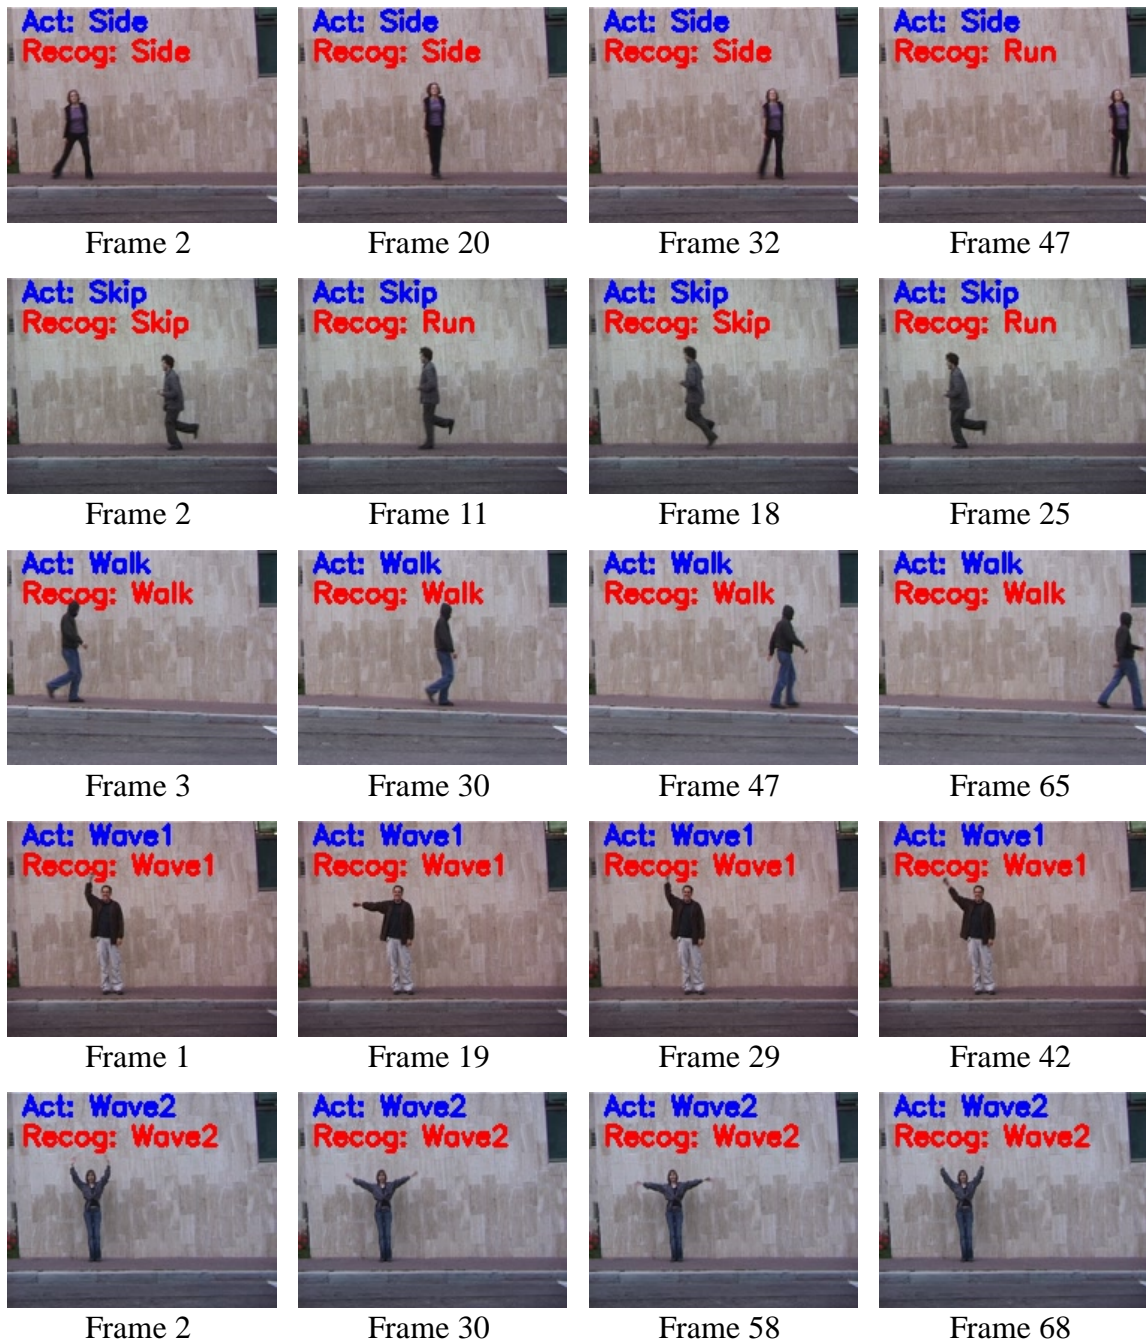 Act: Side
Recog: Side
Act: Side
Recog: Side
Act: Side
Recog: Side
Act: Side
Recog: Run
Frame 2
Frame 20
Frame 32
Frame 47
Act: Skip
Recog: Skip
Act: Skip
Recog: Run
Act: Skip
Recog: Skip
Act: Skip
Recog: Run
Frame 2
Frame 11
Frame 18
Frame 25
Act: Walk
Recog: Walk
Act: Walk
Recog: Walk
Act: Walk
Recog: Walk
Act: Walk
Recog: Walk
Frame 3
Frame 30
Frame 47
Frame 65
Act: Wave1
Recog: Wave1
Act: Wave1
Recog: Wave1
Act: Wave1
Recog: Wave1
Act: Wave1
Recog: Wave1
Frame 1
Frame 19
Frame 29
Frame 42
Act: Wave2
Recog: Wave2
Act: Wave2
Recog: Wave2
Act: Wave2
Recog: Wave2
Act: Wave2
Recog: Wave2
Frame 2
Frame 30
Frame 58
Frame 68